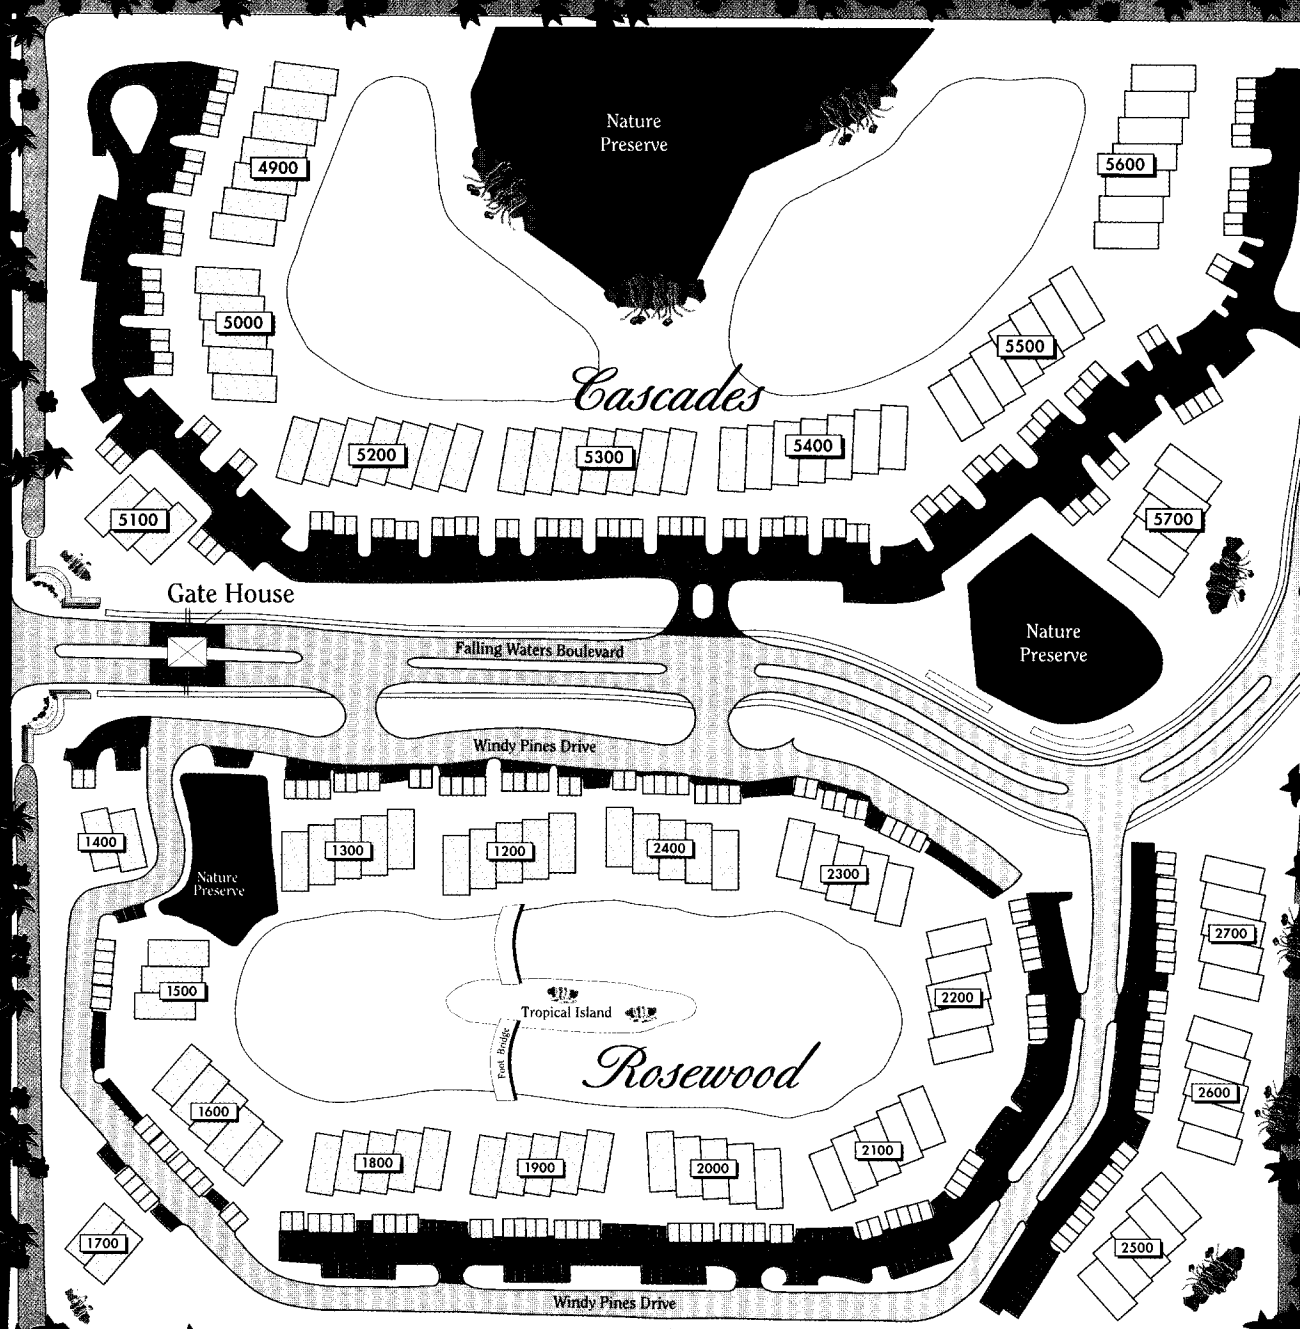 Nature
Preserve
4900
5600
5000
5500
Cascades
5200
5300
5400
5100
5700
Gate House
Nature
Preserve
Falling Waters Boulevard
Windy Pines Drive
1400
1300
1200
2400
2300
Nature
Preserve
2700
1500
2200
Tropical Island
Foot Bridge
Rosewood
2600
1600
1800
1900
2000
2100
1700
2500
Windy Pines Drive